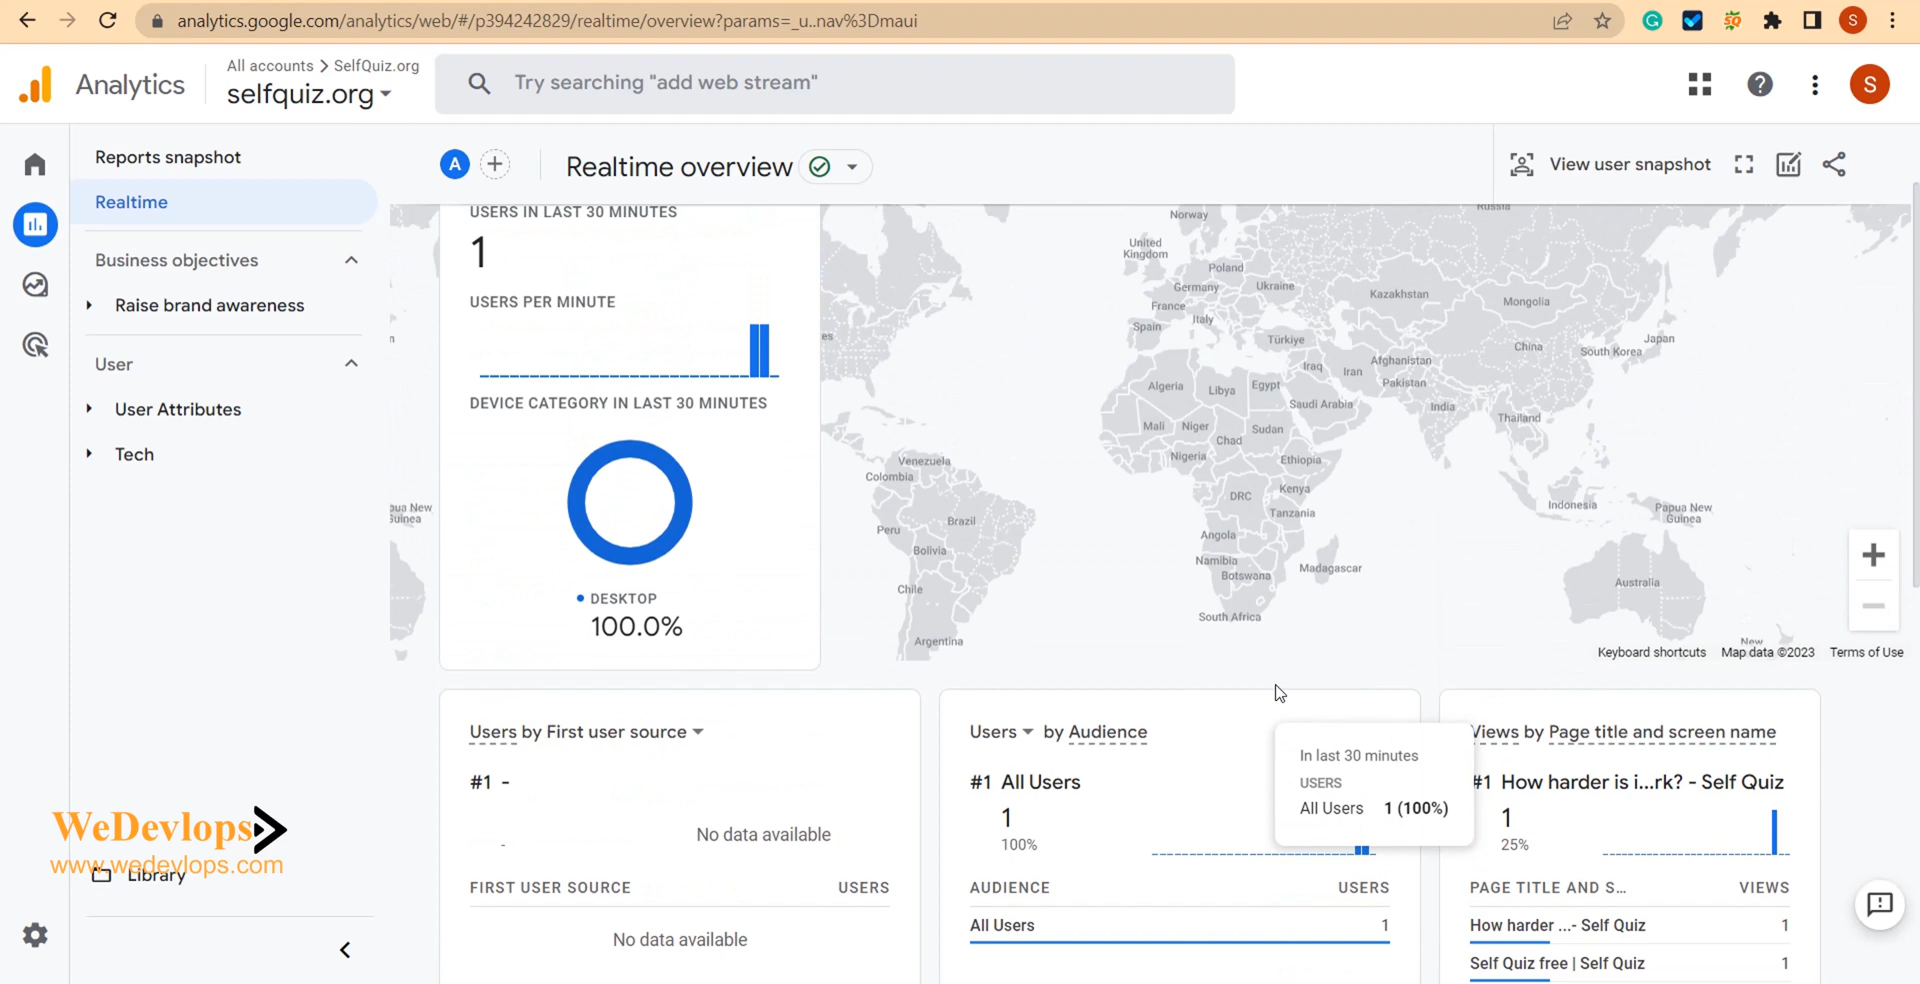 analytics.google.com/analytics/web/#/p394242829/realtime/overview?params=_u..nav%3Dmaui
S
Analytics
All accounts > SelfQuiz.org
selfquiz.org
Try searching "add web stream"
S
Reports snapshot
Realtime
Business objectives
Raise brand awareness
User
User Attributes
Tech
Library
WeDevlops
www.wedevlops.com
A
Realtime overview
View user snapshot
USERS IN LAST 30 MINUTES
1
USERS PER MINUTE
DEVICE CATEGORY IN LAST 30 MINUTES
DESKTOP
100.0%
Russia
Norway
United
Kingdom
Poland
Germany
Ukraine
Kazakhstan
Mongolia
France
Italy
Spain
Türkiye
China
Japan
South Korea
Afghanistan
Iraq
Iran
Pakistan
Algeria
Libya
Egypt
Saudi Arabia
India
Thailand
Mali
Niger
Chad
Sudan
Nigeria
Ethiopia
Venezuela
Colombia
DRC
Kenya
Tanzania
Indonesia
Papua New
Guinea
pua New
Guinea
Peru
Brazil
Bolivia
Angola
Namibia
Botswana
Madagascar
Chile
Australia
South Africa
Argentina
New
Keyboard shortcuts
Map data ©2023
Terms of Use
Users by First user source
#1 -
-
No data available
FIRST USER SOURCE USERS
No data available
Users by Audience
#1 All Users
1
100%
AUDIENCE USERS
All Users 1
In last 30 minutes
USERS
All Users 1 (100%)
Views by Page title and screen name
#1 How harder is i...rk? - Self Quiz
1
25%
PAGE TITLE AND S... VIEWS
How harder ...- Self Quiz 1
Self Quiz free | Self Quiz 1